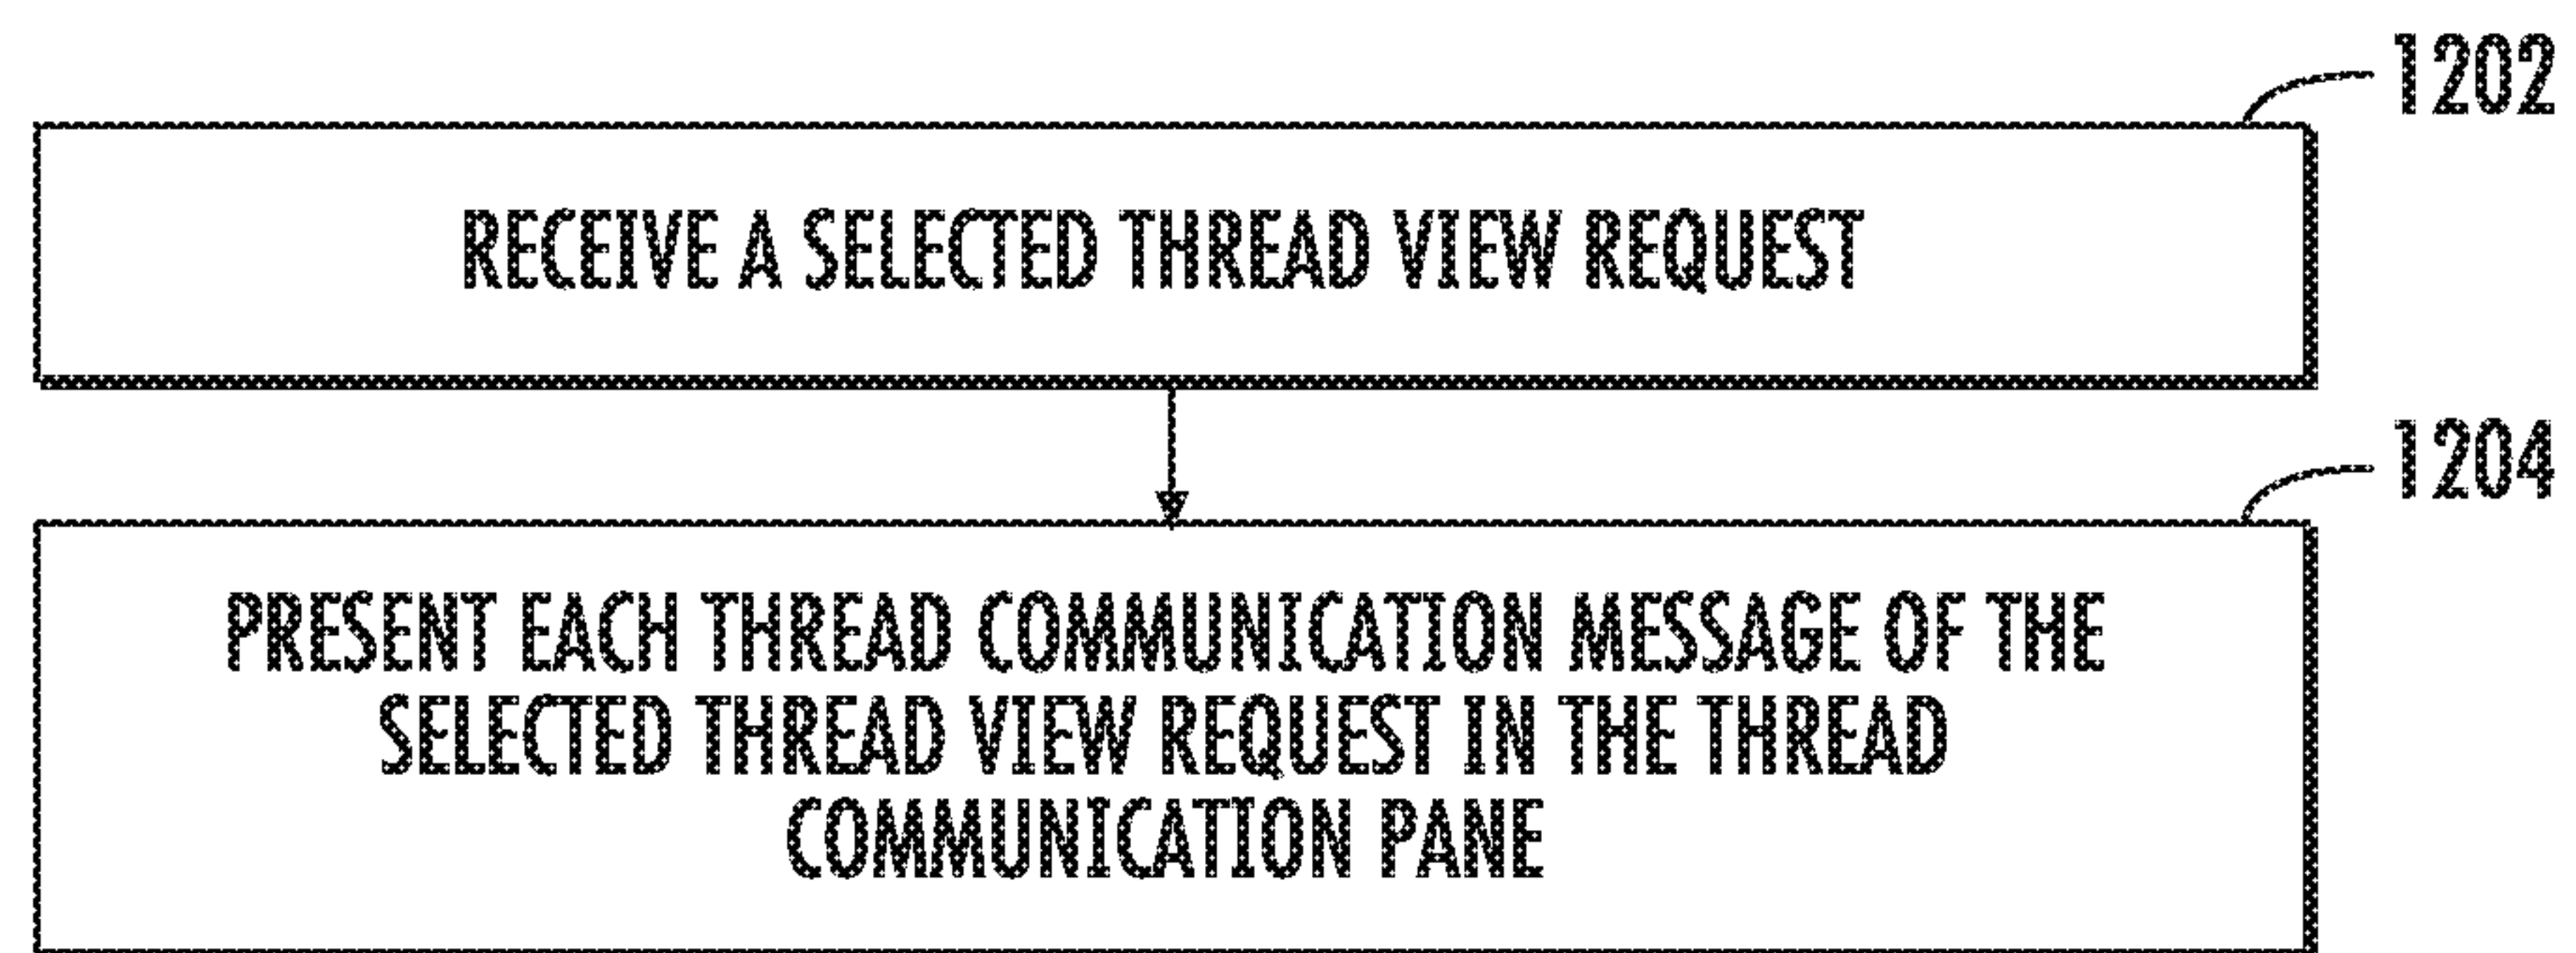 1202
RECEIVE A SELECTED THREAD VIEW REQUEST
1204
PRESENT EACH THREAD COMMUNICATION MESSAGE OF THE
SELECTED THREAD VIEW REQUEST IN THE THREAD
COMMUNICATION PANE